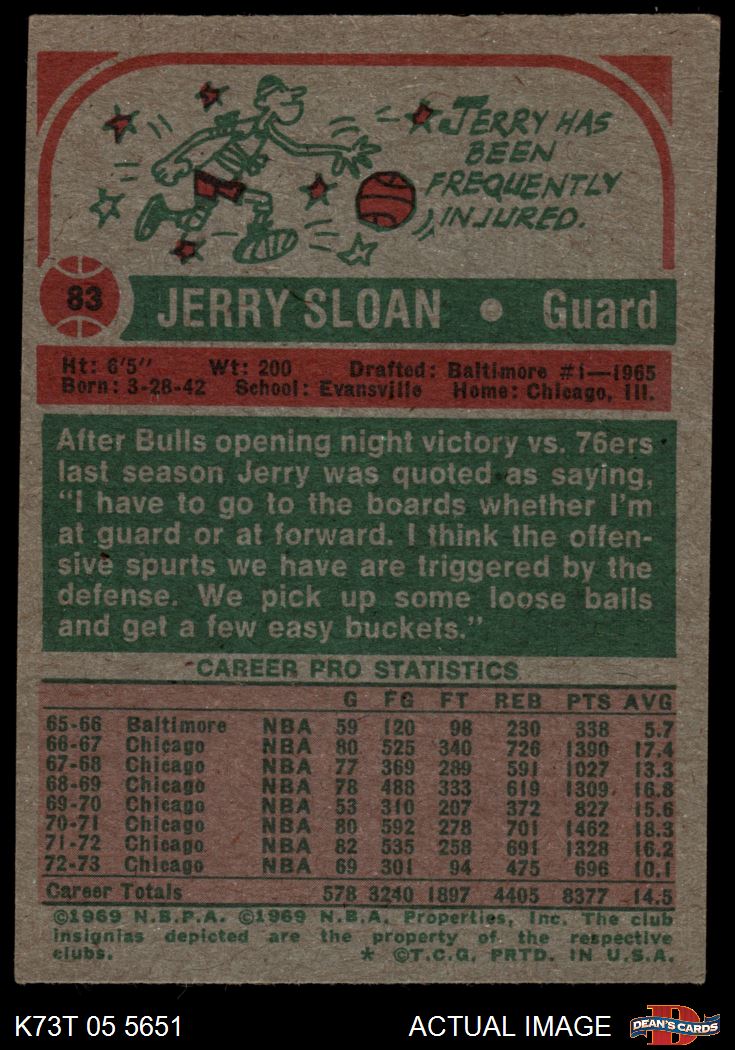 JERRY HAS
BEEN
FREQUENTLY
INJURED.
83 JERRY SLOAN • Guard
Ht: 6'5" Wt: 200 Drafted: Baltimore #1—1965
Born: 3-28-42 School: Evansville Home: Chicago, Ill.
After Bulls opening night victory vs. 76ers
last season Jerry was quoted as saying,
"I have to go to the boards whether I'm
at guard or at forward. I think the offen-
sive spurts we have are triggered by the
defense. We pick up some loose balls
and get a few easy buckets."
CAREER PRO STATISTICS
G FG FT REB PTS AVG
65-66 Baltimore NBA 59 120 98 230 338 5.7
66-67 Chicago NBA 80 525 340 726 1390 17.4
67-68 Chicago NBA 77 369 289 591 1027 13.3
68-69 Chicago NBA 78 488 333 619 1309 16.8
69-70 Chicago NBA 53 310 207 372 827 15.6
70-71 Chicago NBA 80 592 278 701 1462 18.3
71-72 Chicago NBA 82 535 258 691 1328 16.2
72-73 Chicago NBA 69 301 94 475 696 10.1
Career Totals 578 3240 1897 4405 8377 14.5
©1969 N.B.P.A. ©1969 N.B.A. Properties, Inc. The club
insignias depicted are the property of the respective
clubs. * ©T.C.G. PRTD. IN U.S.A.
K73T 05 5651 ACTUAL IMAGE D DEAN'S CARDS